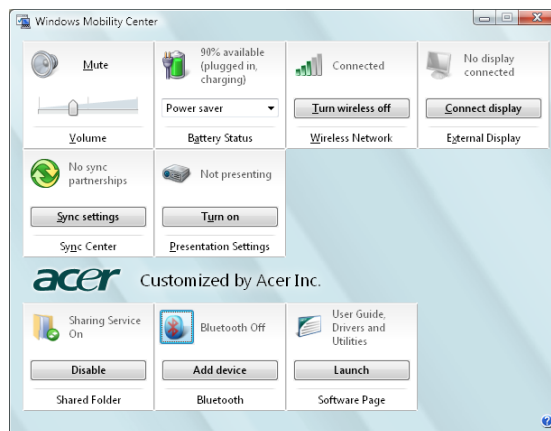 Windows Mobility Center
Mute
Volume
90% available
(plugged in,
charging)
Power saver
Battery Status
Connected
Turn wireless off
Wireless Network
No display
connected
Connect display
External Display
No sync
partnerships
Sync settings
Sync Center
Not presenting
Turn on
Presentation Settings
acer Customized by Acer Inc.
Sharing Service
On
Disable
Shared Folder
Bluetooth Off
Add device
Bluetooth
User Guide,
Drivers and
Utilities
Launch
Software Page